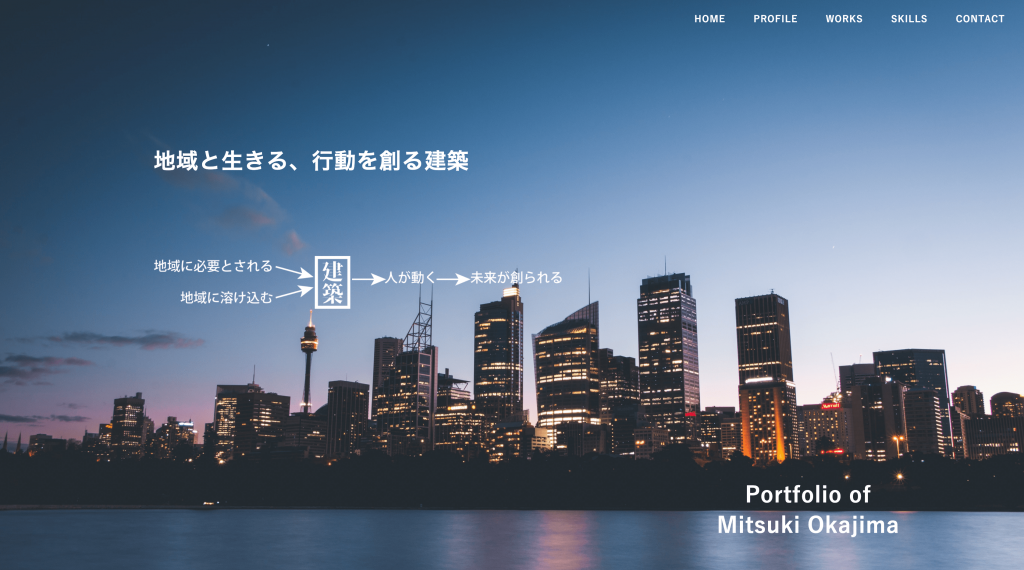 HOME PROFILE WORKS SKILLS CONTACT
地域と生きる、行動を創る建築
地域に必要とされる
地域に溶け込む
建築
人が動く
未来が創られる
Portfolio of
Mitsuki Okajima